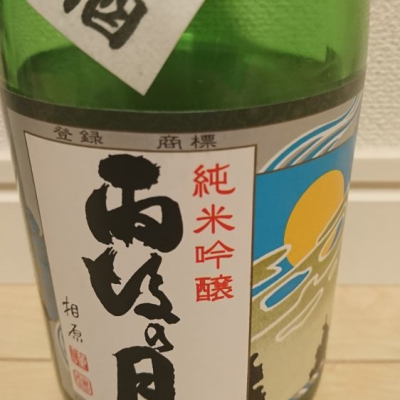 酒
登録 商標
純米吟醸
雨後の月
相原